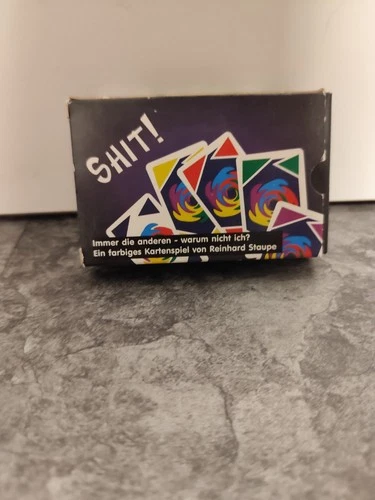 SHIT!
Immer die anderen - warum nicht ich?
Ein farbiges Kartenspiel von Reinhard Staupe